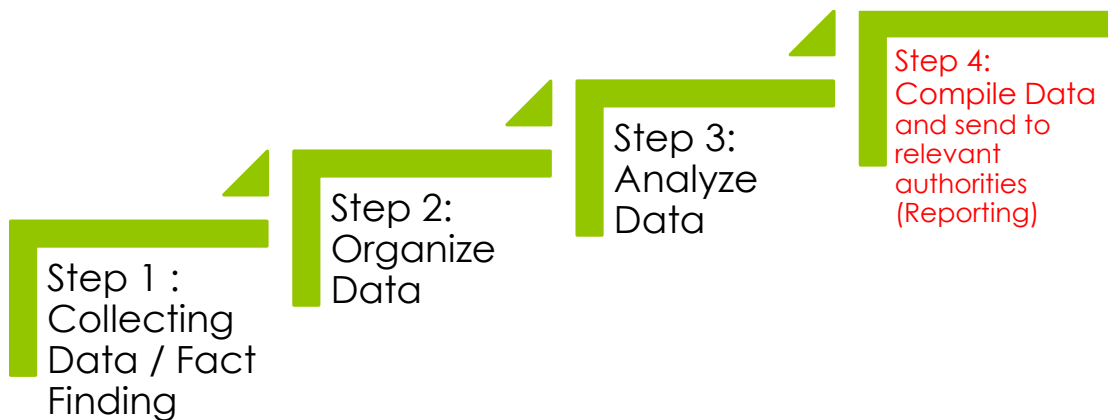 Step 1 :
Collecting
Data / Fact
Finding
Step 2:
Organize
Data
Step 3:
Analyze
Data
Step 4:
Compile Data
and send to
relevant
authorities
(Reporting)